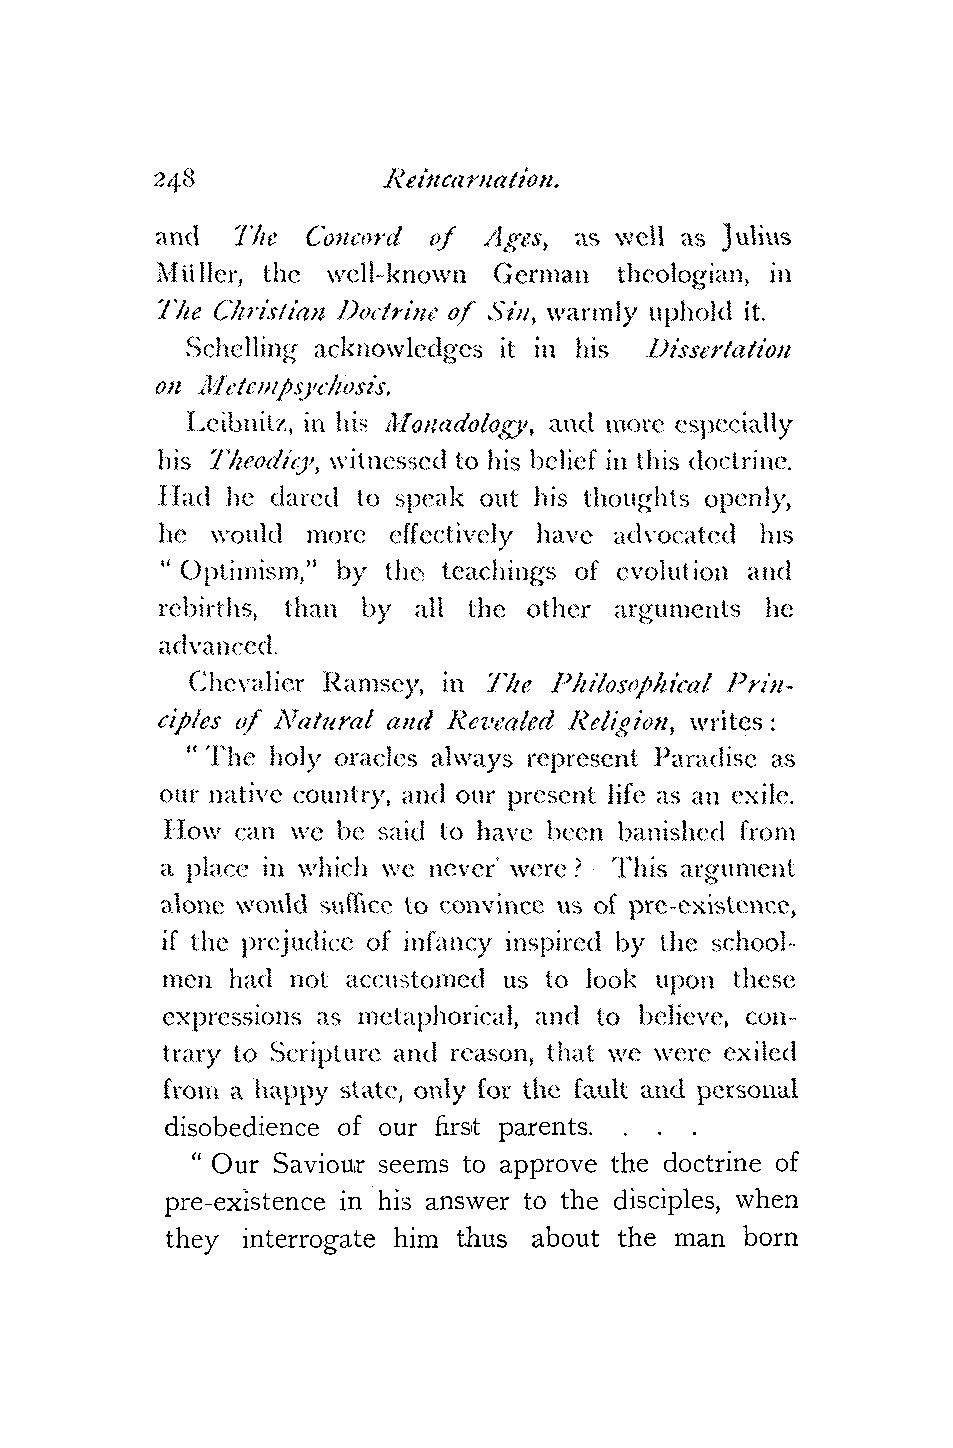 248 Reincarnation.
and The Concord of Ages, as well as Julius
Müller, the well-known German theologian, in
The Christian Doctrine of Sin, warmly uphold it.
Schelling acknowledges it in his Dissertation
on Metempsychosis.
Leibnitz, in his Monadology, and more especially
his Theodicy, witnessed to his belief in this doctrine.
Had he dared to speak out his thoughts openly,
he would more effectively have advocated his
" Optimism," by the teachings of evolution and
rebirths, than by all the other arguments he
advanced.
Chevalier Ramsey, in The Philosophical Prin-
ciples of Natural and Revealed Religion, writes :
" The holy oracles always represent Paradise as
our native country, and our present life as an exile.
How can we be said to have been banished from
a place in which we never were ? This argument
alone would suffice to convince us of pre-existence,
if the prejudice of infancy inspired by the school-
men had not accustomed us to look upon these
expressions as metaphorical, and to believe, con-
trary to Scripture and reason, that we were exiled
from a happy state, only for the fault and personal
disobedience of our first parents. . . .
" Our Saviour seems to approve the doctrine of
pre-existence in his answer to the disciples, when
they interrogate him thus about the man born